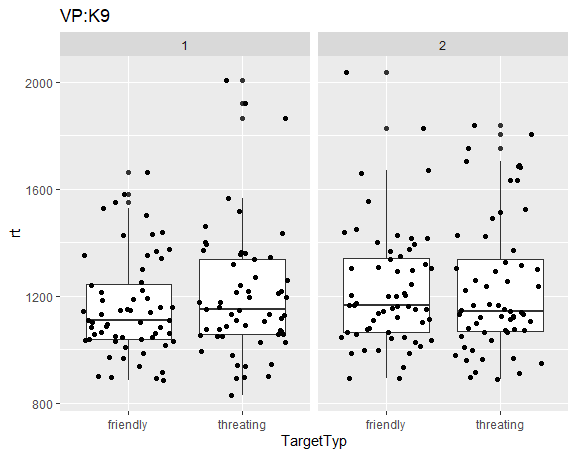 VP:K9
1
2
rt
2000
1600
1200
800
friendly
threating
friendly
threating
TargetTyp